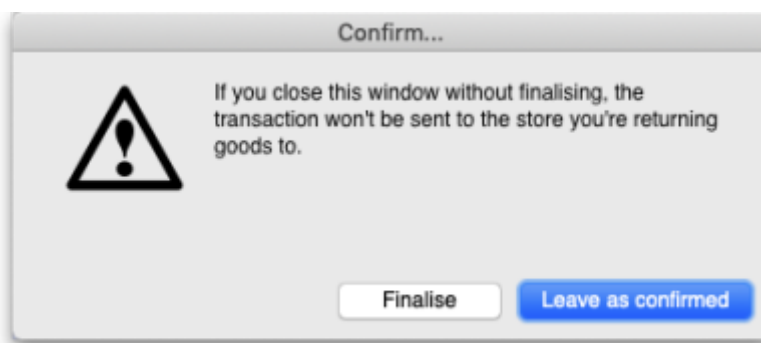 Confirm...
If you close this window without finalising, the
transaction won't be sent to the store you're returning
goods to.
Finalise
Leave as confirmed